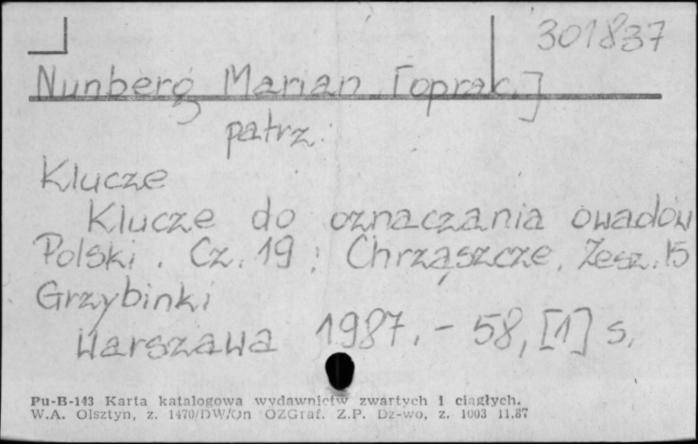 301837
Nunberg Marian [oprac.]
patrz:
Klucze
Klucze do oznaczania owadów
Polski. Cz. 19: Chrząszcze. Zesz. 15
Grzybinki
Warszawa 1987. - 58, [1] s.
Pu-B-143 Karta katalogowa wydawnictw zwartych i ciągłych.
W.A. Olsztyn, z. 1470/DW/On OZGraf. Z.P. Dz-wo, z. 1003 11.87